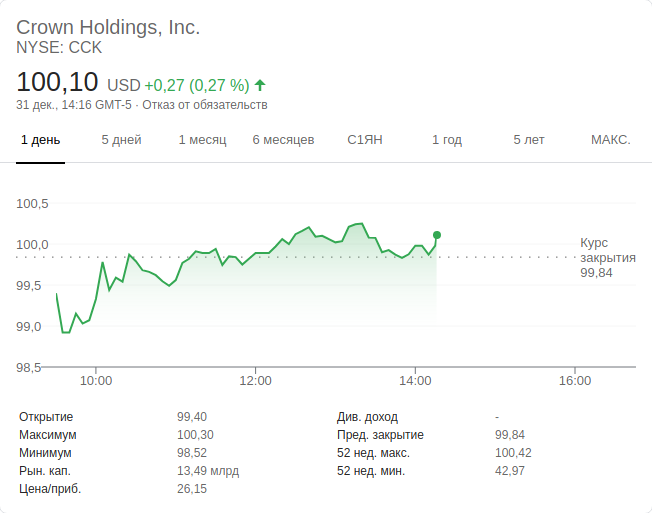 Crown Holdings, Inc.
NYSE: CCK
100,10 USD +0,27 (0,27 %)
31 дек., 14:16 GMT-5 · Отказ от обязательств
1 день 5 дней 1 месяц 6 месяцев С1ЯН 1 год 5 лет МАКС.
100,5
100,0
99,5
99,0
98,5
Курс
закрытия
99,84
10:00 12:00 14:00 16:00
Открытие 99,40 Див. доход -
Максимум 100,30 Пред. закрытие 99,84
Минимум 98,52 52 нед. макс. 100,42
Рын. кап. 13,49 млрд 52 нед. мин. 42,97
Цена/приб. 26,15